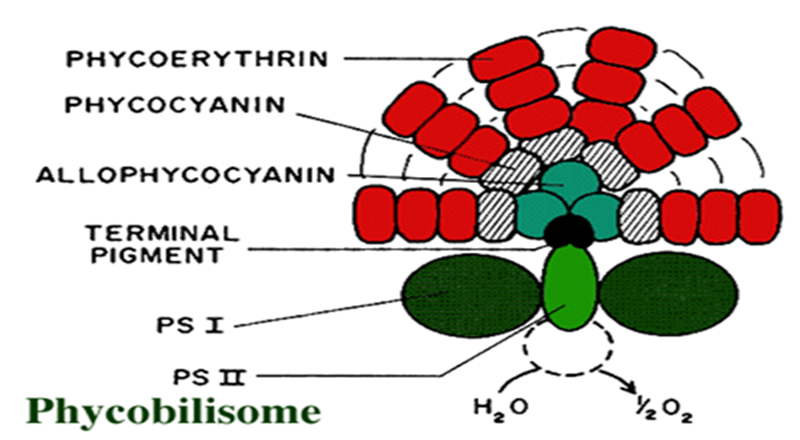 PHYCOERYTHRIN
PHYCOCYANIN
ALLOPHYCOCYANIN
TERMINAL
PIGMENT
PS I
PS II
H₂O
½O₂
Phycobilisome